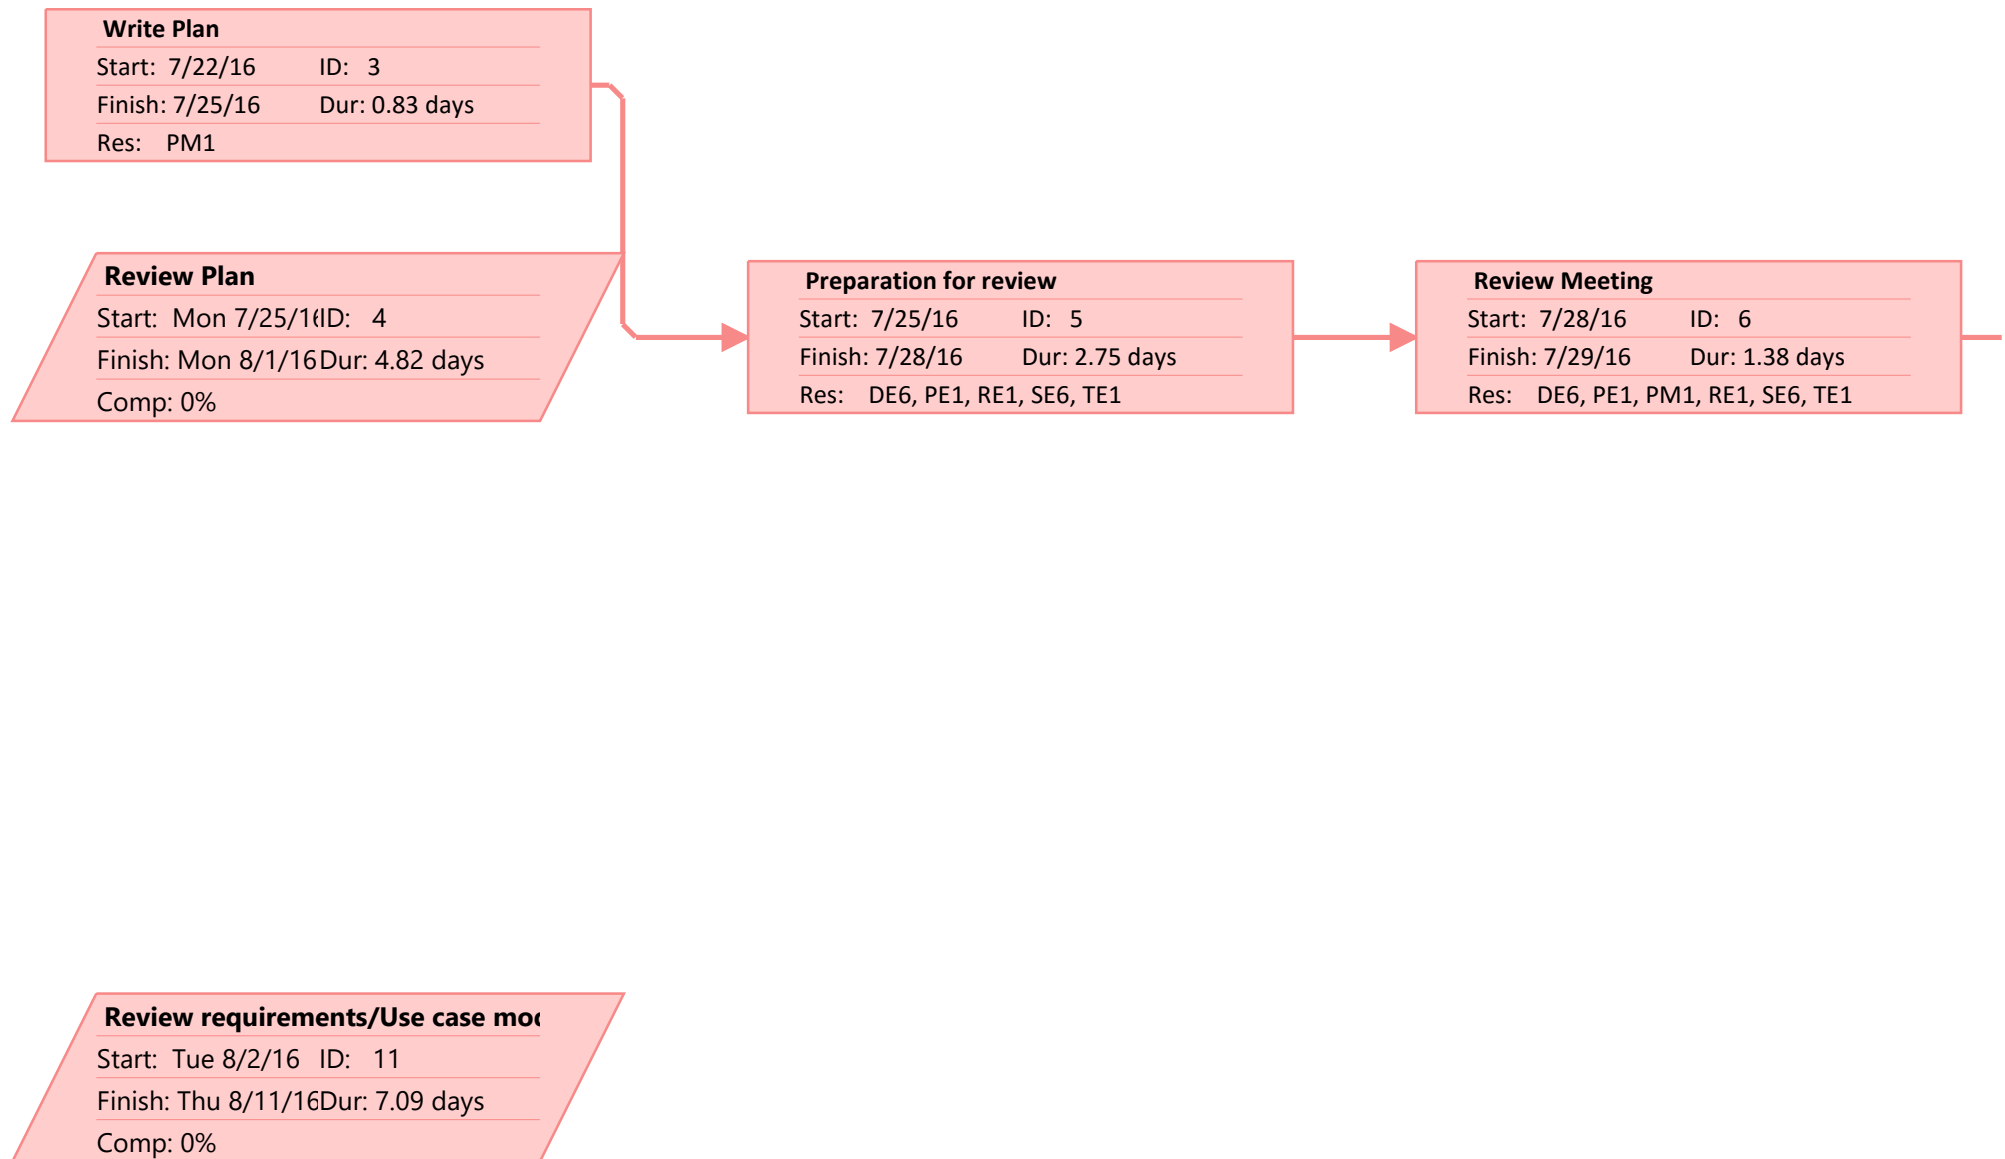 Write Plan
Start: 7/22/16 ID: 3
Finish: 7/25/16 Dur: 0.83 days
Res: PM1
Review Plan
Start: Mon 7/25/1 ID: 4
Finish: Mon 8/1/16 Dur: 4.82 days
Comp: 0%
Preparation for review
Start: 7/25/16 ID: 5
Finish: 7/28/16 Dur: 2.75 days
Res: DE6, PE1, RE1, SE6, TE1
Review Meeting
Start: 7/28/16 ID: 6
Finish: 7/29/16 Dur: 1.38 days
Res: DE6, PE1, PM1, RE1, SE6, TE1
Review requirements/Use case
Start: Tue 8/2/16 ID: 11
Finish: Thu 8/11/16 Dur: 7.09 days
Comp: 0%